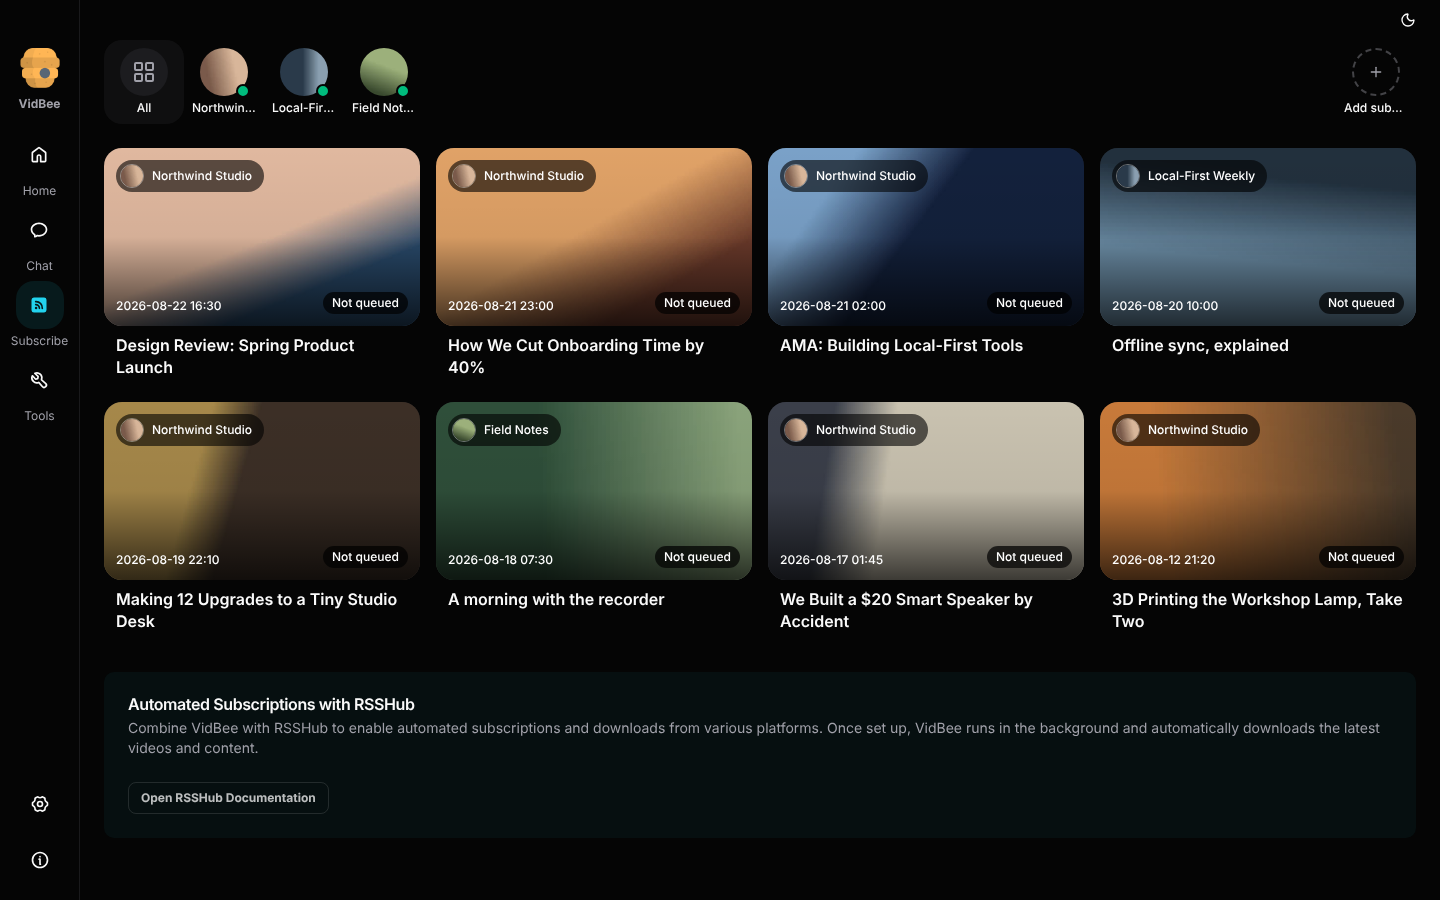 VidBee
Home
Chat
Subscribe
Tools
All
Northwin...
Local-Fir...
Field Not...
Add sub...
Northwind Studio
2026-08-22 16:30
Not queued
Design Review: Spring Product
Launch
Northwind Studio
2026-08-21 23:00
Not queued
How We Cut Onboarding Time by
40%
Northwind Studio
2026-08-21 02:00
Not queued
AMA: Building Local-First Tools
Local-First Weekly
2026-08-20 10:00
Not queued
Offline sync, explained
Northwind Studio
2026-08-19 22:10
Not queued
Making 12 Upgrades to a Tiny Studio
Desk
Field Notes
2026-08-18 07:30
Not queued
A morning with the recorder
Northwind Studio
2026-08-17 01:45
Not queued
We Built a $20 Smart Speaker by
Accident
Northwind Studio
2026-08-12 21:20
Not queued
3D Printing the Workshop Lamp, Take
Two
Automated Subscriptions with RSSHub
Combine VidBee with RSSHub to enable automated subscriptions and downloads from various platforms. Once set up, VidBee runs in the background and automatically downloads the latest
videos and content.
Open RSSHub Documentation